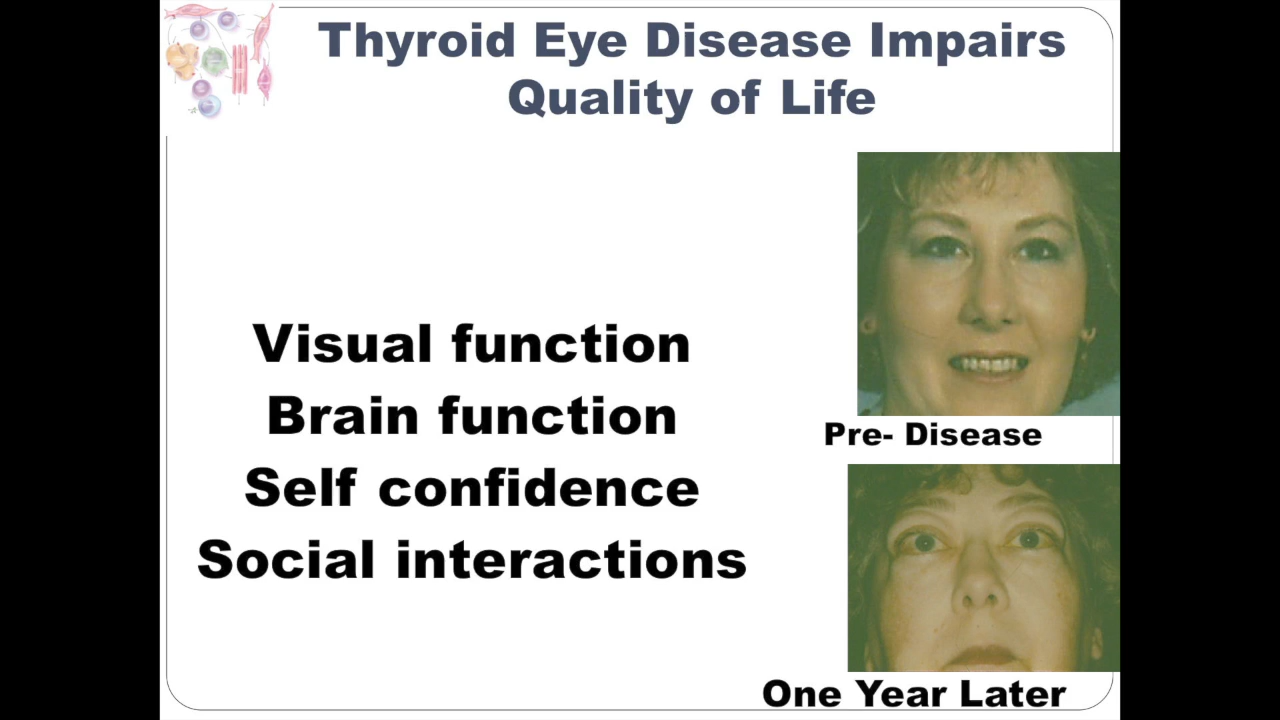 Thyroid Eye Disease Impairs
Quality of Life
Visual function
Brain function
Self confidence
Social interactions
Pre- Disease
One Year Later